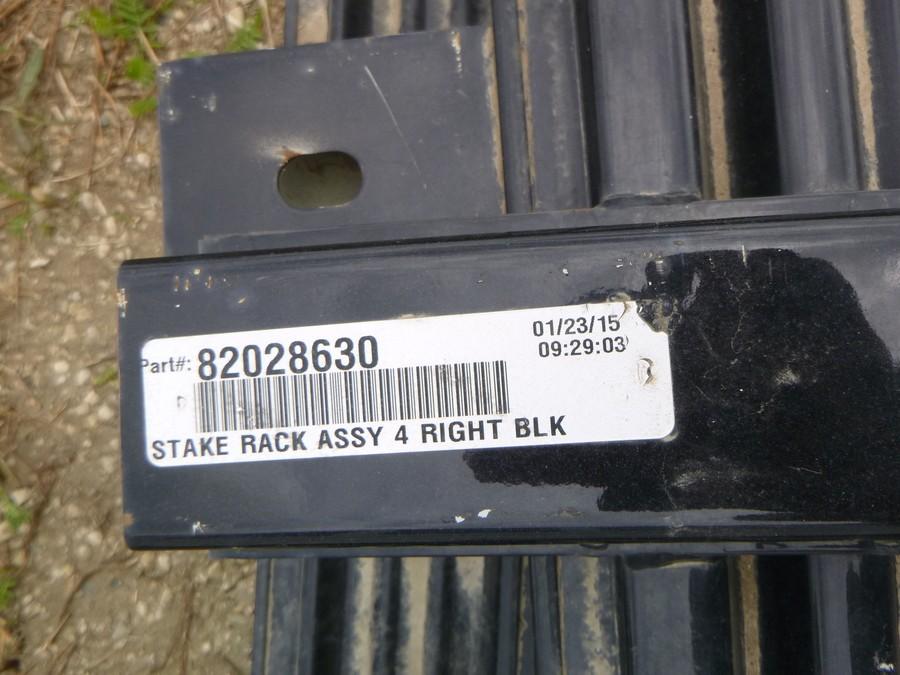 Part#: 82028630
01/23/15
09:29:03
STAKE RACK ASSY 4 RIGHT BLK